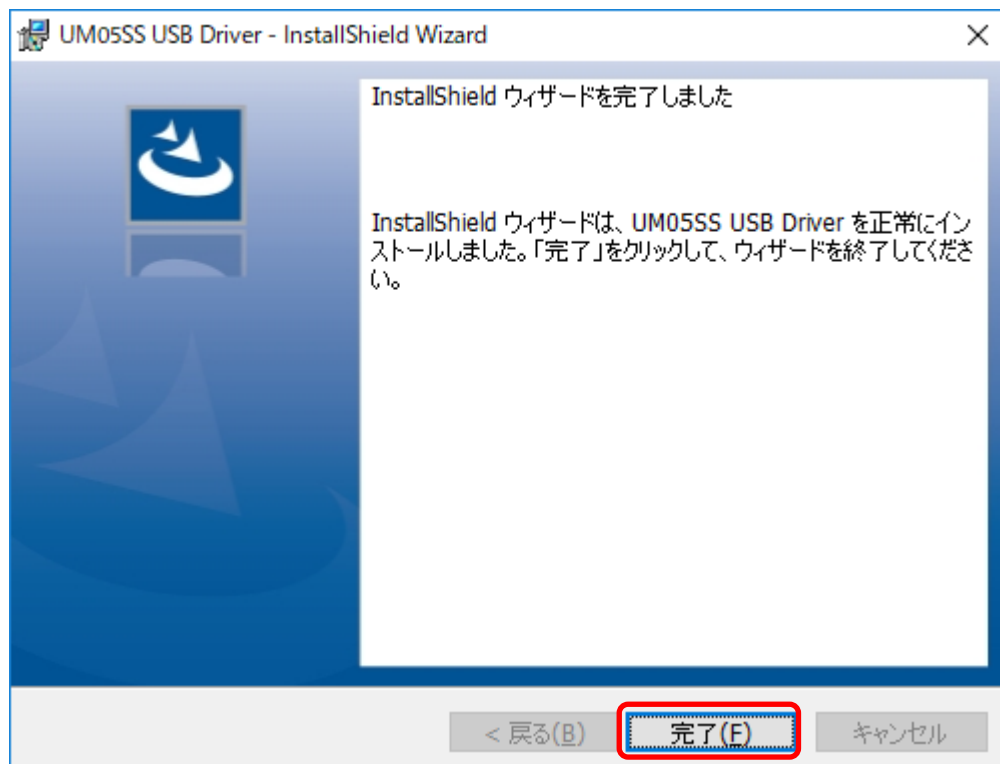 UM05SS USB Driver - InstallShield Wizard
InstallShield ウィザードを完了しました
InstallShield ウィザードは、UM05SS USB Driver を正常にイン
ストールしました。「完了」をクリックして、ウィザードを終了してくださ
い。
< 戻る(B) 完了(F) キャンセル